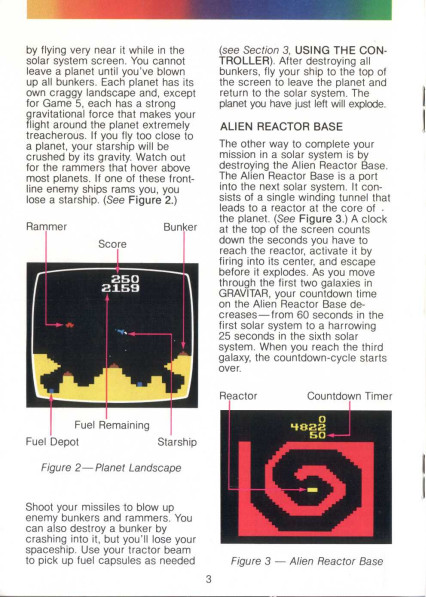 by flying very near it while in the
solar system screen. You cannot
leave a planet until you've blown
up all bunkers. Each planet has its
own craggy landscape and, except
for Game 5, each has a strong
gravitational force that makes your
flight around the planet extremely
treacherous. If you fly too close to
a planet, your starship will be
crushed by its gravity. Watch out
for the rammers that hover above
most planets. If one of these front-
line enemy ships rams you, you
lose a starship. (See Figure 2.)
Rammer
Bunker
Score
250
2159
Fuel Remaining
Fuel Depot
Starship
Figure 2—Planet Landscape
Shoot your missiles to blow up
enemy bunkers and rammers. You
can also destroy a bunker by
crashing into it, but you'll lose your
spaceship. Use your tractor beam
to pick up fuel capsules as needed
(see Section 3, USING THE CON-
TROLLER). After destroying all
bunkers, fly your ship to the top of
the screen to leave the planet and
return to the solar system. The
planet you have just left will explode.
ALIEN REACTOR BASE
The other way to complete your
mission in a solar system is by
destroying the Alien Reactor Base.
The Alien Reactor Base is a port
into the next solar system. It con-
sists of a single winding tunnel that
leads to a reactor at the core of
the planet. (See Figure 3.) A clock
at the top of the screen counts
down the seconds you have to
reach the reactor, activate it by
firing into its center, and escape
before it explodes. As you move
through the first two galaxies in
GRAVITAR, your countdown time
on the Alien Reactor Base de-
creases—from 60 seconds in the
first solar system to a harrowing
25 seconds in the sixth solar
system. When you reach the third
galaxy, the countdown-cycle starts
over.
Reactor
Countdown Timer
0
4822
50
Figure 3 — Alien Reactor Base
3